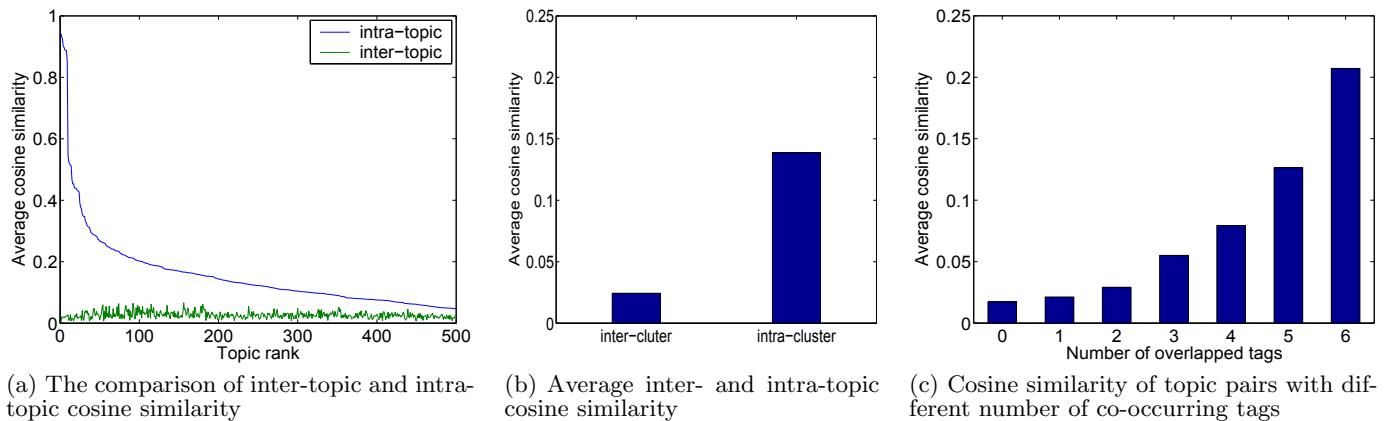 1
0.8
0.6
0.4
0.2
0
Average cosine similarity
intra−topic
inter−topic
0 100 200 300 400 500
Topic rank
(a) The comparison of inter-topic and intra-
topic cosine similarity
0.25
0.2
0.15
0.1
0.05
0
Average cosine similarity
inter−cluter intra−cluster
(b) Average inter- and intra-topic
cosine similarity
0.25
0.2
0.15
0.1
0.05
0
Average cosine similarity
0 1 2 3 4 5 6
Number of overlapped tags
(c) Cosine similarity of topic pairs with dif-
ferent number of co-occurring tags